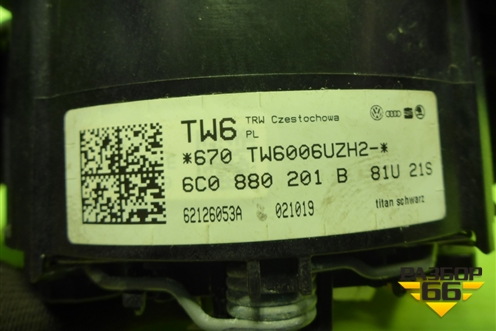 TW6 TRW Czestochowa
PL
*670 TW6006UZH2-*
6C0 880 201 B 81U 21S
62126053A 021019 titan schwarz
РАЗБОР
66